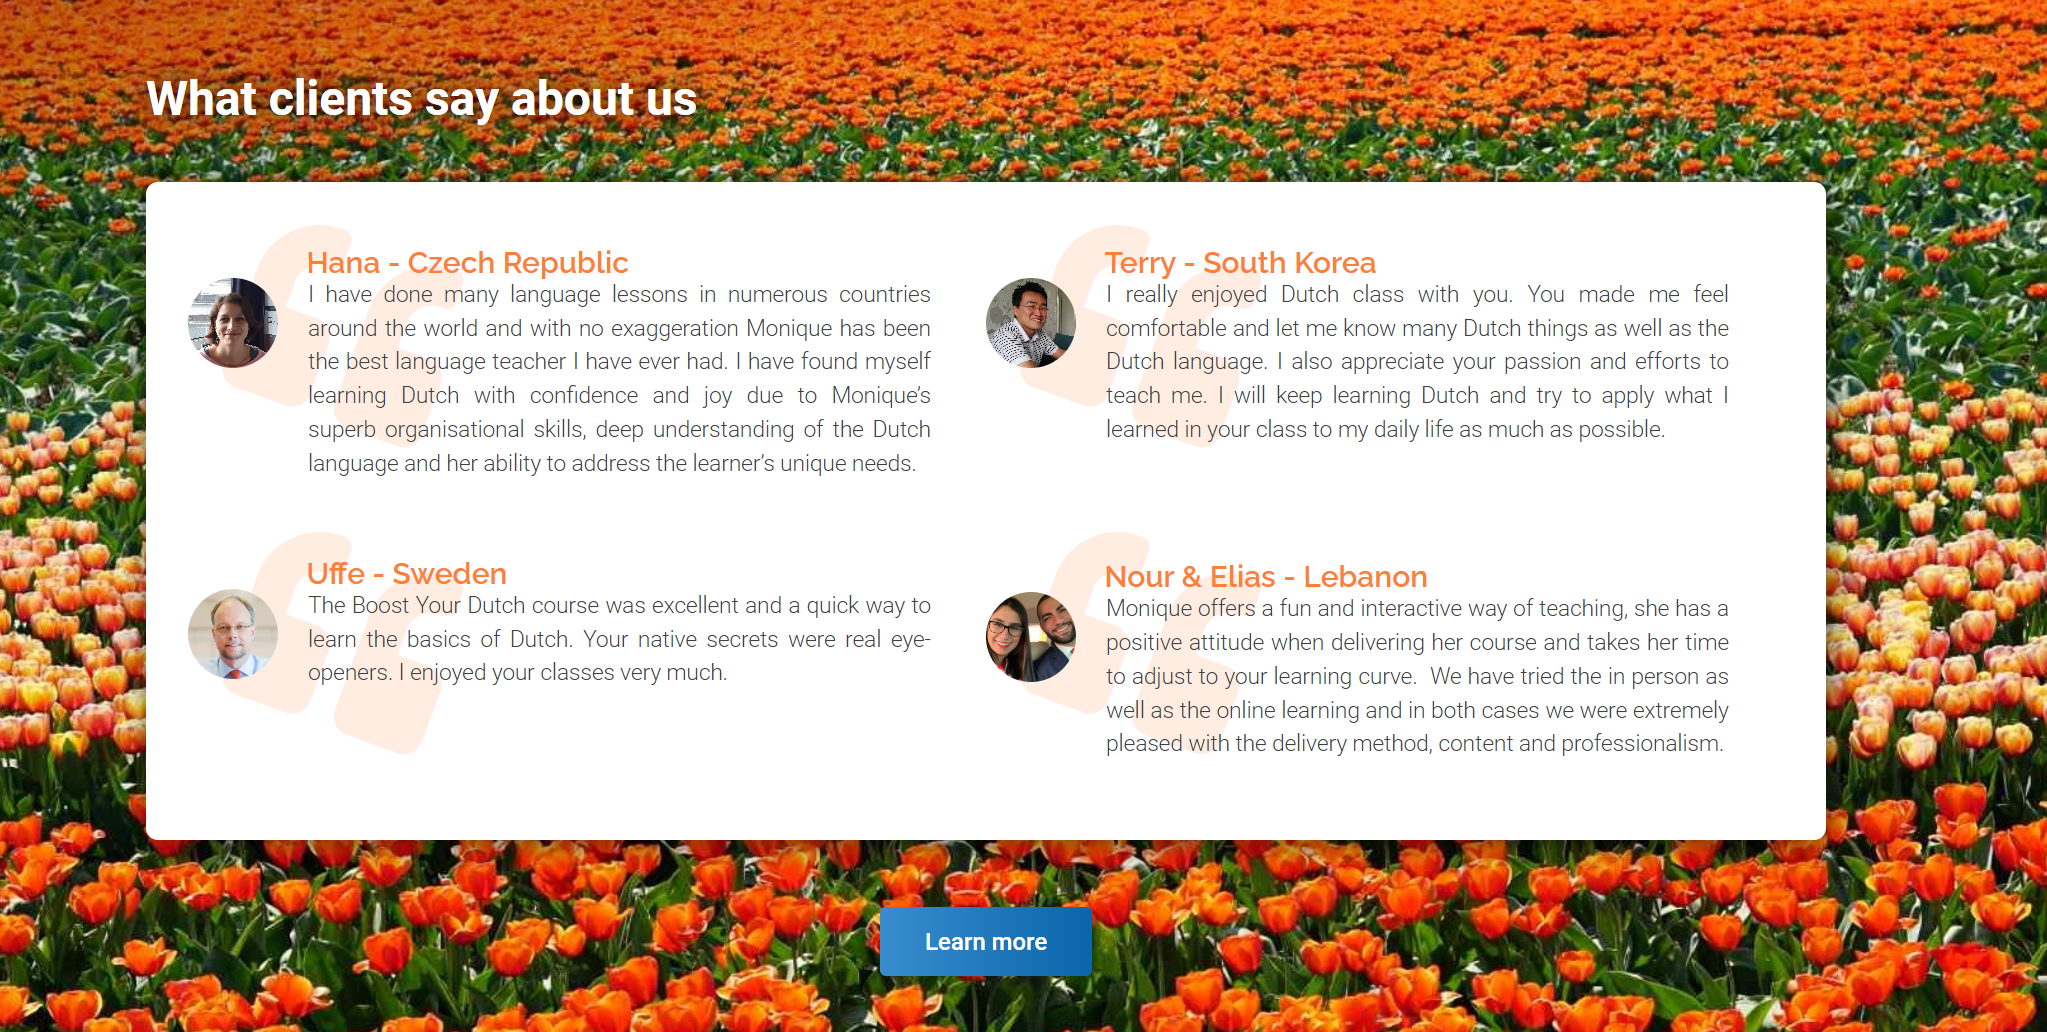 What clients say about us
Hana - Czech Republic
I have done many language lessons in numerous countries
around the world and with no exaggeration Monique has been
the best language teacher I have ever had. I have found myself
learning Dutch with confidence and joy due to Monique’s
superb organisational skills, deep understanding of the Dutch
language and her ability to address the learner’s unique needs.
Terry - South Korea
I really enjoyed Dutch class with you. You made me feel
comfortable and let me know many Dutch things as well as the
Dutch language. I also appreciate your passion and efforts to
teach me. I will keep learning Dutch and try to apply what I
learned in your class to my daily life as much as possible.
Uffe - Sweden
The Boost Your Dutch course was excellent and a quick way to
learn the basics of Dutch. Your native secrets were real eye-
openers. I enjoyed your classes very much.
Nour & Elias - Lebanon
Monique offers a fun and interactive way of teaching, she has a
positive attitude when delivering her course and takes her time
to adjust to your learning curve.  We have tried the in person as
well as the online learning and in both cases we were extremely
pleased with the delivery method, content and professionalism.
Learn more